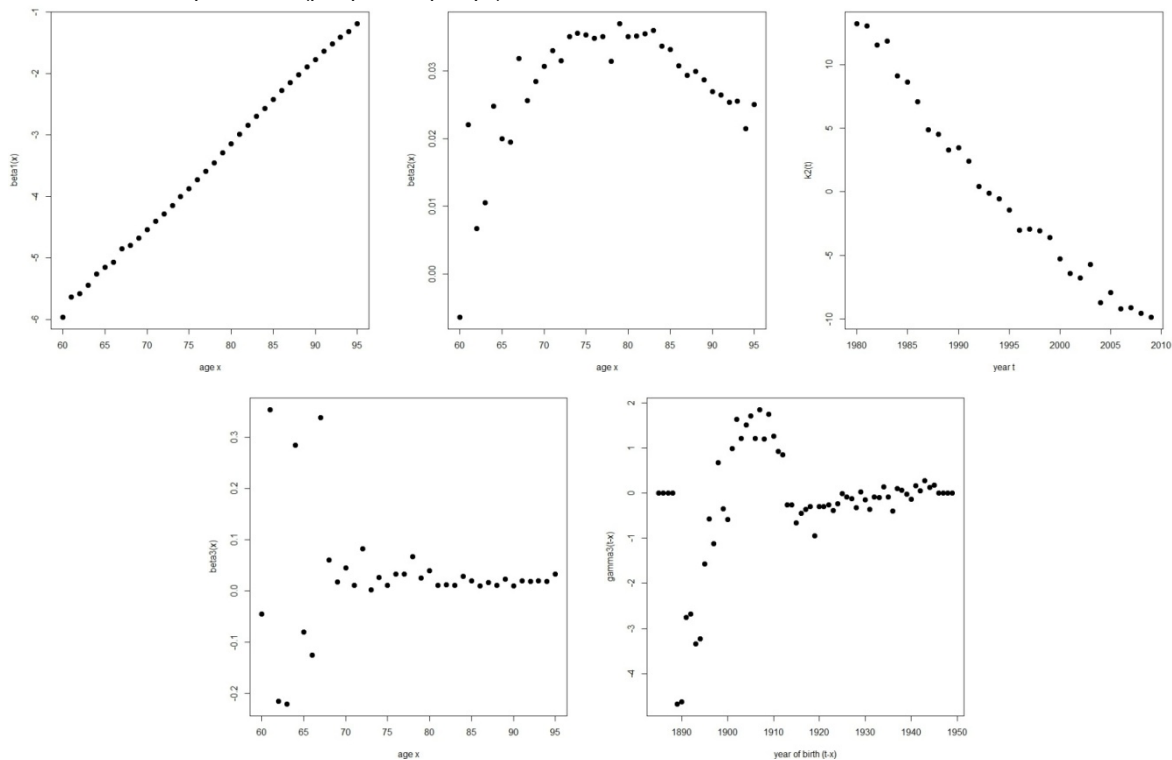 -1
-2
-3
-4
-5
-6
beta1(x)
60 65 70 75 80 85 90 95
age x
0.03
0.02
0.01
0.00
beta2(x)
60 65 70 75 80 85 90 95
age x
10
5
0
-5
-10
k2(t)
1980 1985 1990 1995 2000 2005 2010
year t
0.3
0.2
0.1
0.0
-0.1
-0.2
beta3(x)
60 65 70 75 80 85 90 95
age x
2
1
0
-1
-2
-3
-4
gamma3(t-x)
1890 1900 1910 1920 1930 1940 1950
year of birth (t-x)